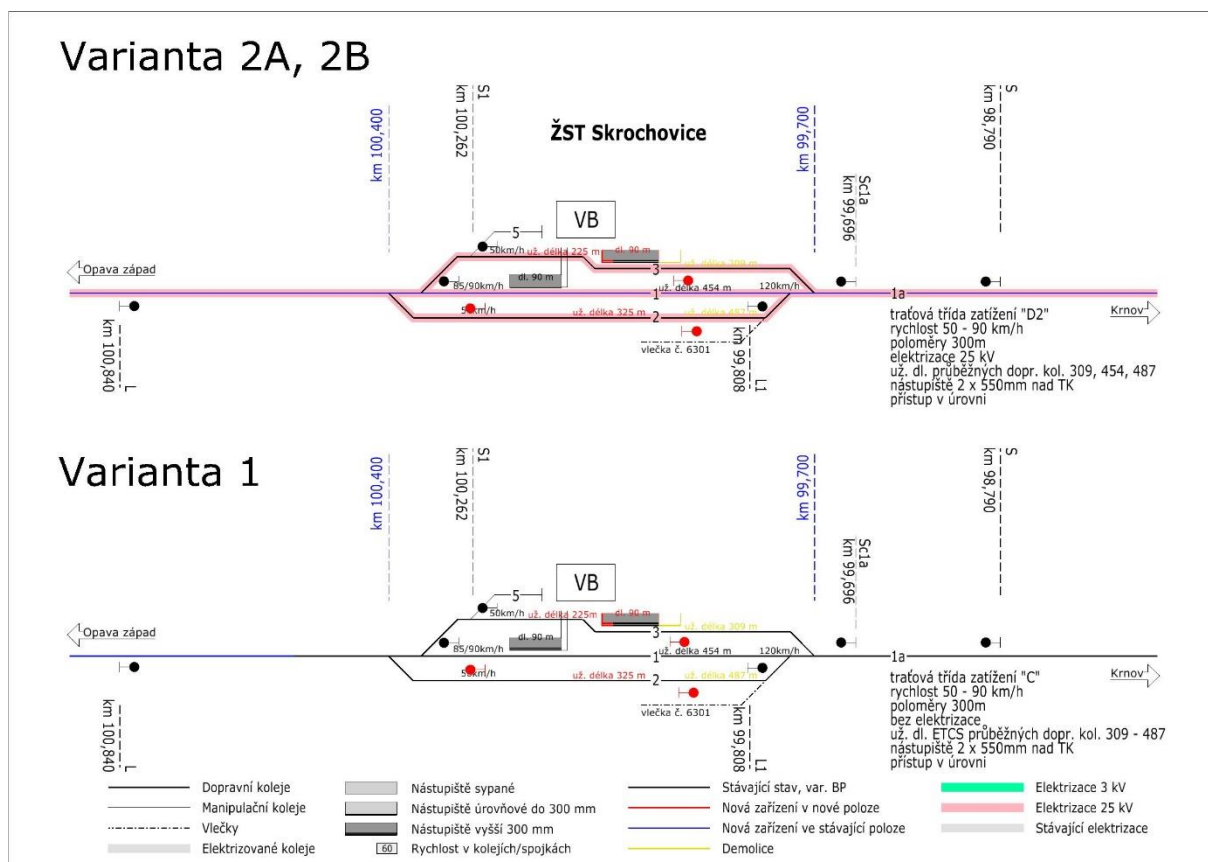 Varianta 2A, 2B
km 100,400
S1
km 100,262
ŽST Skrochovice
km 99,700
Sc1a
km 99,696
S
km 98,790
VB
5
50km/h
už. délka 225 m
dl. 90 m
už. délka 309 m
3
Opava západ
85/90km/h
dl. 90 m
1
už. délka 454 m
120km/h
1a
Krnov
50km/h
už. délka 325 m
2
už. délka 487 m
vlečka č. 6301
km 100,840
L
km 99,808
L1
traťová třída zatížení "D2"
rychlost 50 - 90 km/h
poloměry 300m
elektrizace 25 kV
už. dl. průběžných dopr. kol. 309, 454, 487
nástupiště 2 x 550mm nad TK
přístup v úrovni
Varianta 1
km 100,400
S1
km 100,262
km 99,700
Sc1a
km 99,696
S
km 98,790
VB
5
50km/h
už. délka 225m
dl. 90 m
už. délka 309 m
3
Opava západ
85/90km/h
dl. 90 m
1
už. délka 454 m
120km/h
1a
Krnov
50km/h
už. délka 325 m
2
už. délka 487 m
vlečka č. 6301
km 100,840
L
km 99,808
L1
traťová třída zatížení "C"
rychlost 50 - 90 km/h
poloměry 300m
bez elektrizace
už. dl. ETCS průběžných dopr. kol. 309 - 487
nástupiště 2 x 550mm nad TK
přístup v úrovni
Dopravní koleje
Manipulační koleje
Vlečky
Elektrizované koleje
Nástupiště sypané
Nástupiště úrovňové do 300 mm
Nástupiště vyšší 300 mm
60 Rychlost v kolejích/spojkách
Stávající stav, var. BP
Nová zařízení v nové poloze
Nová zařízení ve stávající poloze
Demolice
Elektrizace 3 kV
Elektrizace 25 kV
Stávající elektrizace